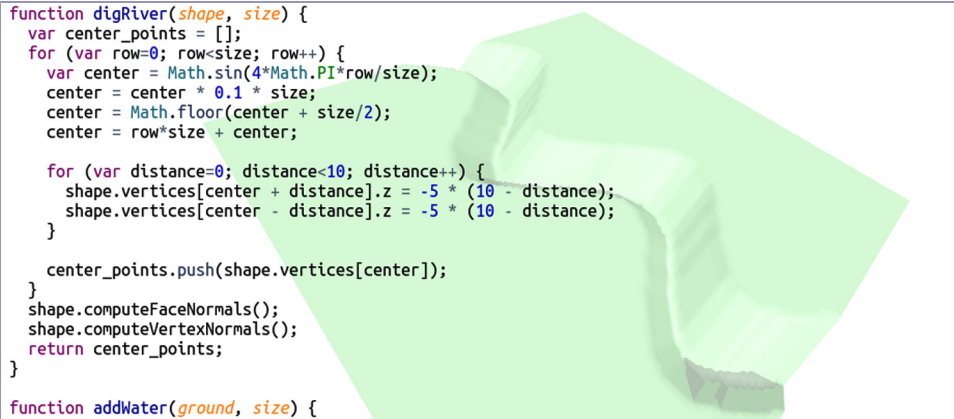 function digRiver(shape, size) {
  var center_points = [];
  for (var row=0; row<size; row++) {
    var center = Math.sin(4*Math.PI*row/size);
    center = center * 0.1 * size;
    center = Math.floor(center + size/2);
    center = row*size + center;

    for (var distance=0; distance<10; distance++) {
      shape.vertices[center + distance].z = -5 * (10 - distance);
      shape.vertices[center - distance].z = -5 * (10 - distance);
    }

    center_points.push(shape.vertices[center]);
  }
  shape.computeFaceNormals();
  shape.computeVertexNormals();
  return center_points;
}

function addWater(ground, size) {